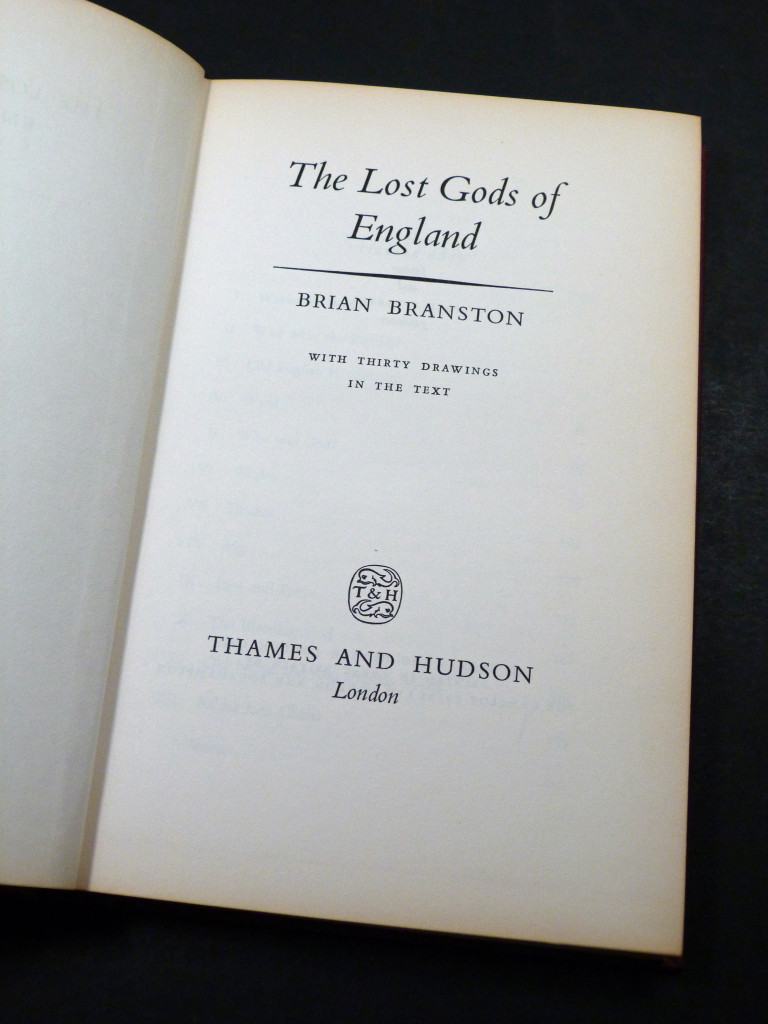 The Lost Gods of
England
BRIAN BRANSTON
WITH THIRTY DRAWINGS
IN THE TEXT
T & H
THAMES AND HUDSON
London